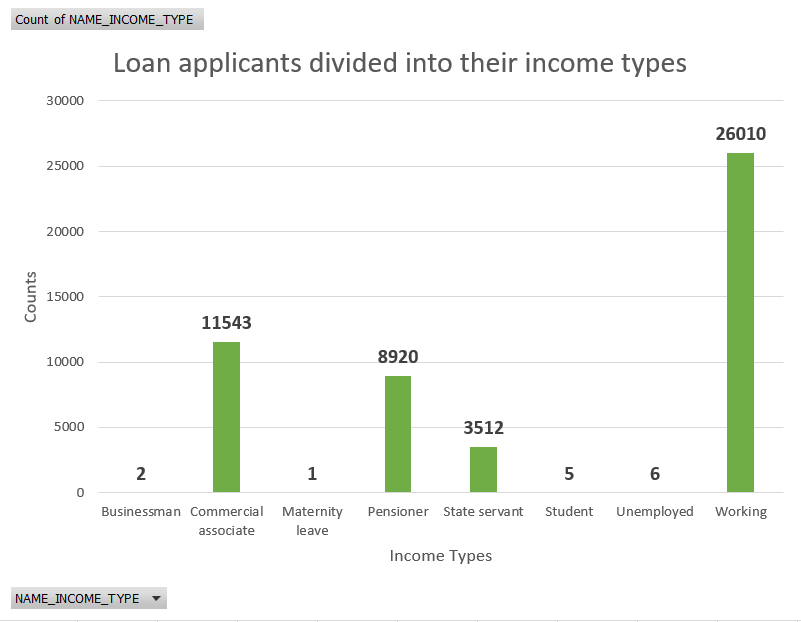 Count of NAME_INCOME_TYPE
Loan applicants divided into their income types
30000
25000
20000
15000
10000
5000
0
Counts
2
11543
1
8920
3512
5
6
26010
Businessman
Commercial
associate
Maternity
leave
Pensioner
State servant
Student
Unemployed
Working
Income Types
NAME_INCOME_TYPE